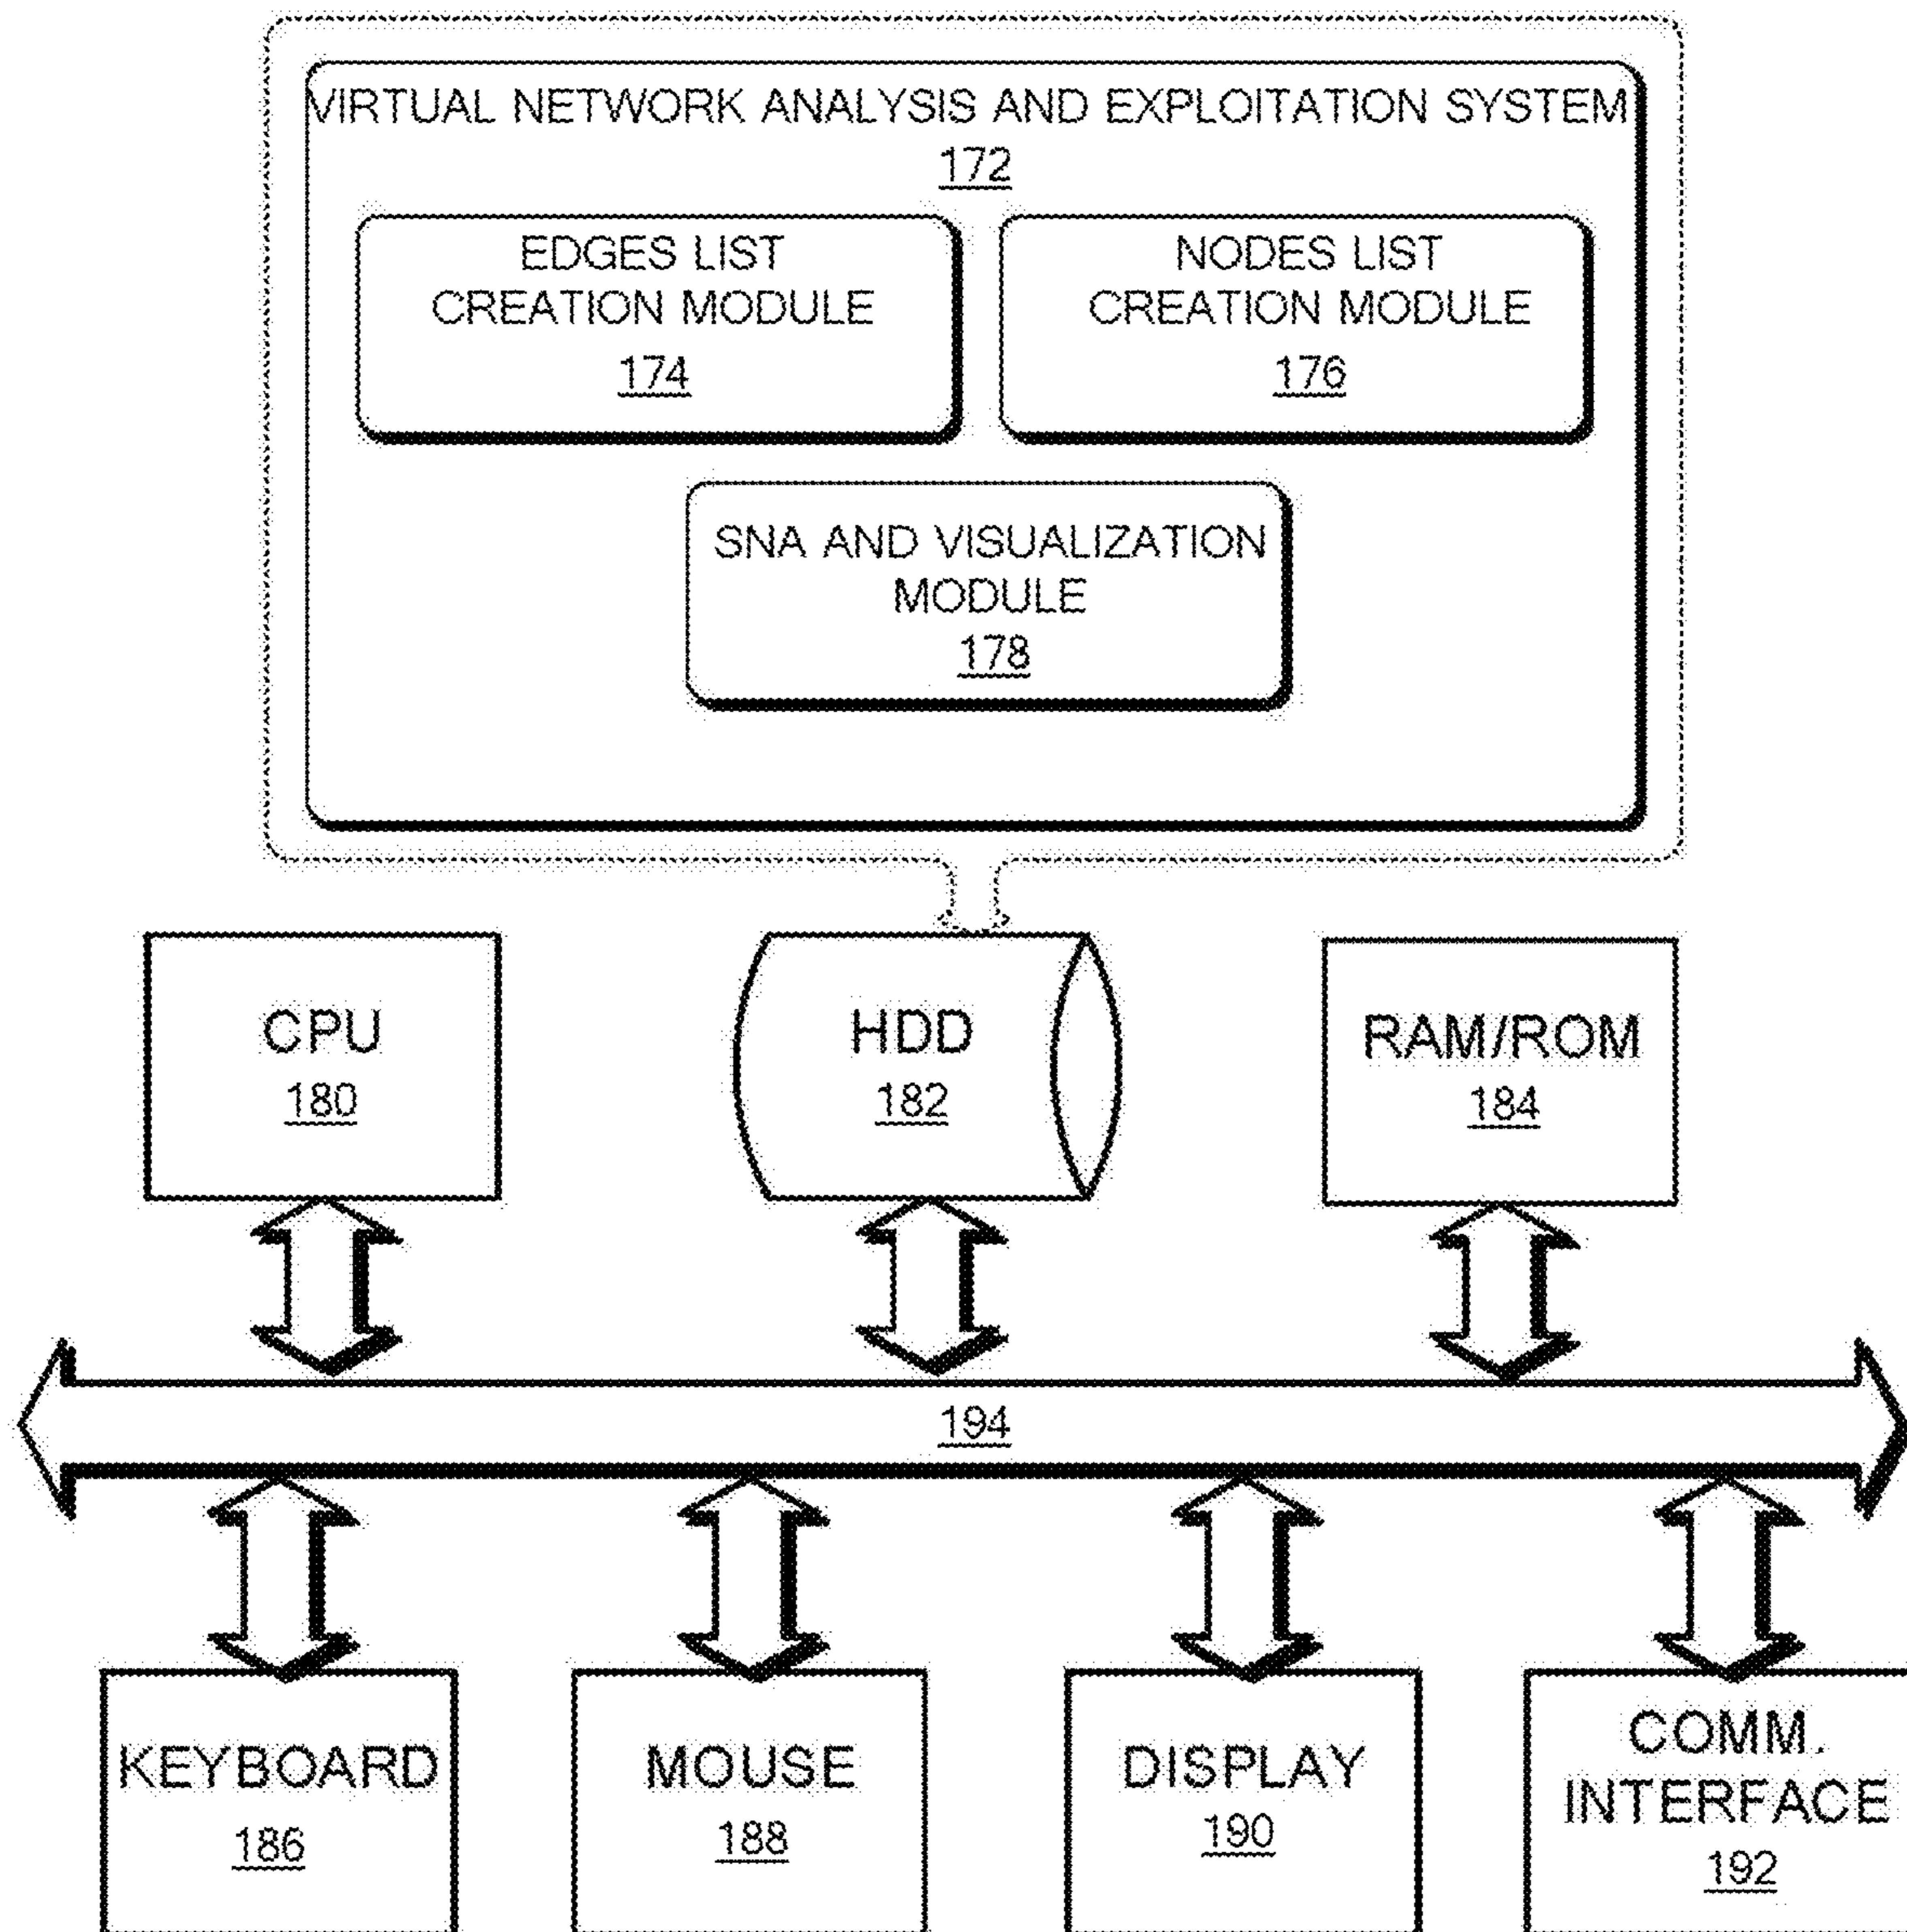 VIRTUAL NETWORK ANALYSIS AND EXPLOITATION SYSTEM
172
EDGES LIST
CREATION MODULE
174
NODES LIST
CREATION MODULE
176
SNA AND VISUALIZATION
MODULE
178
CPU
180
HDD
182
RAM/ROM
184
194
KEYBOARD
186
MOUSE
188
DISPLAY
190
COMM.
INTERFACE
192